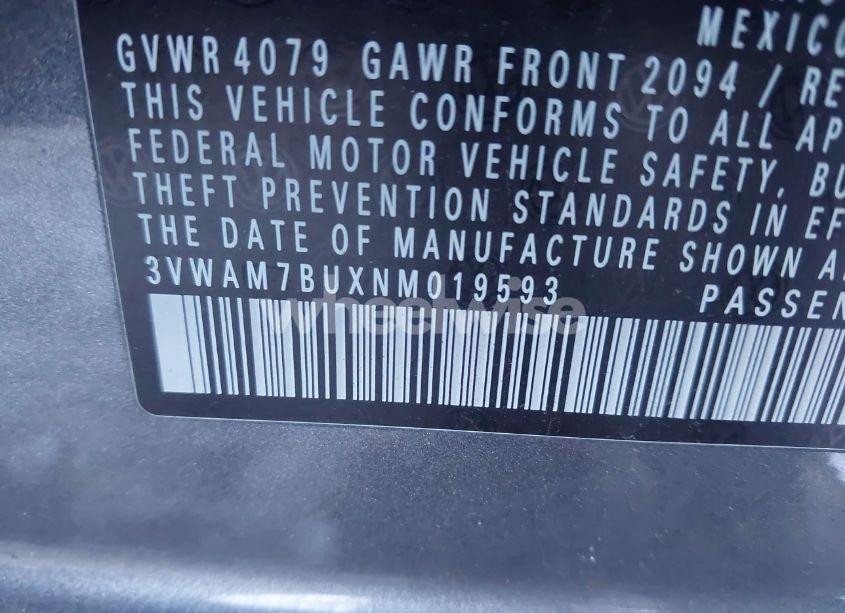 MEXICO
GVWR 4079 GAWR FRONT 2094 / RE
THIS VEHICLE CONFORMS TO ALL AP
FEDERAL MOTOR VEHICLE SAFETY, BU
THEFT PREVENTION STANDARDS IN EF
THE DATE OF MANUFACTURE SHOWN A
3VWAM7BUXNM019593 PASSEN
wheelwise